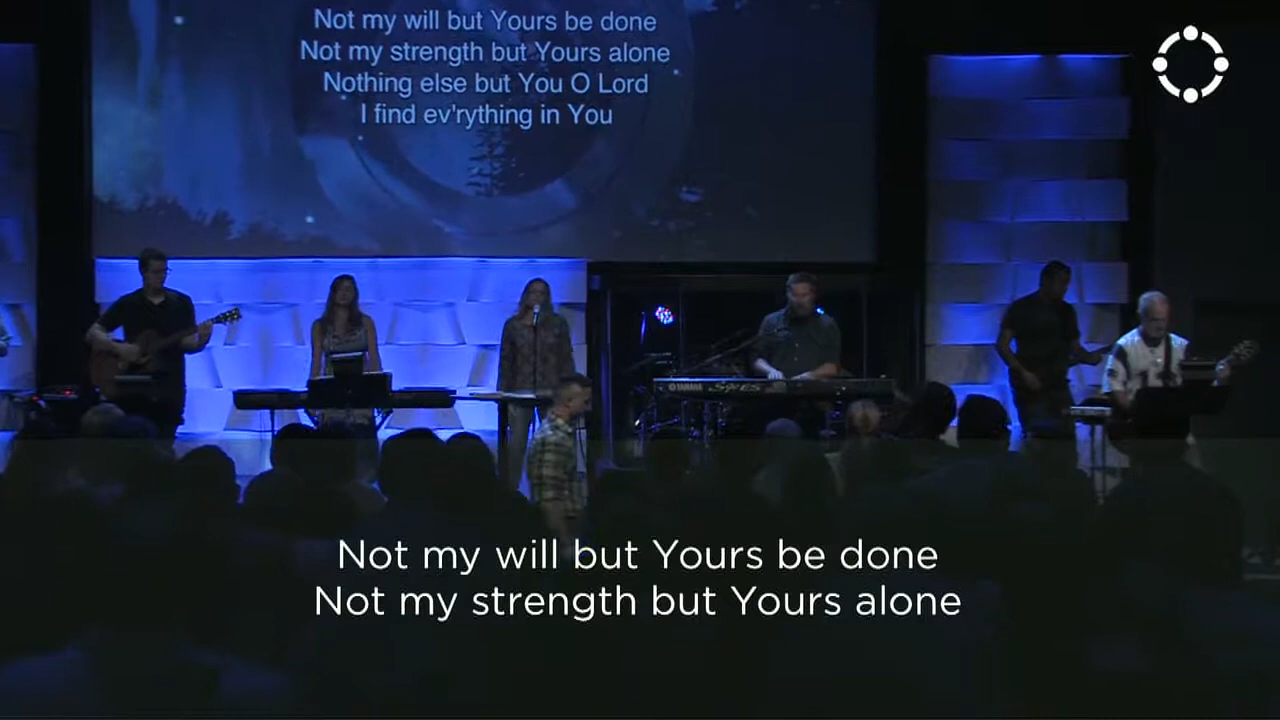 Not my will but Yours be done
Not my strength but Yours alone
Nothing else but You O Lord
I find ev'rything in You
YAMAHA
Not my will but Yours be done
Not my strength but Yours alone